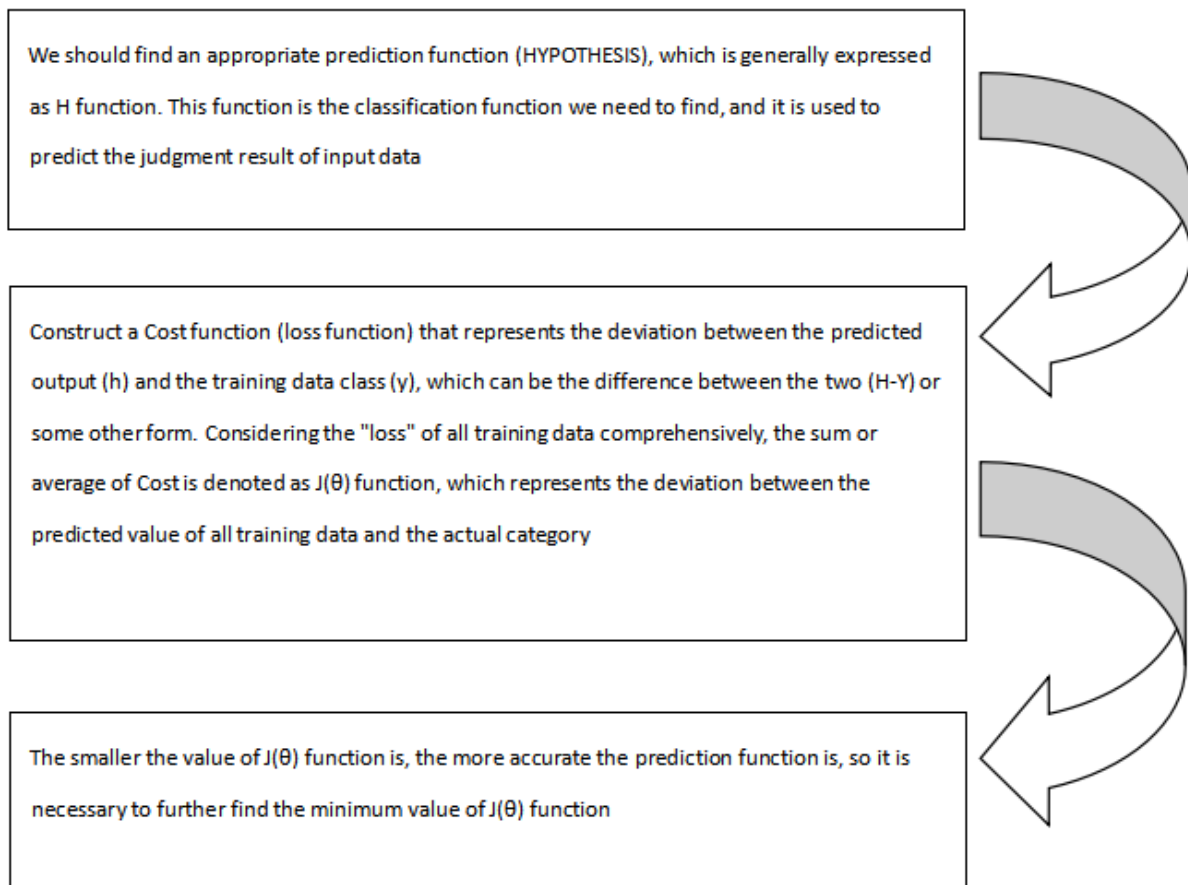 We should find an appropriate prediction function (HYPOTHESIS), which is generally expressed
as H function. This function is the classification function we need to find, and it is used to
predict the judgment result of input data
Construct a Cost function (loss function) that represents the deviation between the predicted
output (h) and the training data class (y), which can be the difference between the two (H-Y) or
some other form. Considering the "loss" of all training data comprehensively, the sum or
average of Cost is denoted as J(θ) function, which represents the deviation between the
predicted value of all training data and the actual category
The smaller the value of J(θ) function is, the more accurate the prediction function is, so it is
necessary to further find the minimum value of J(θ) function